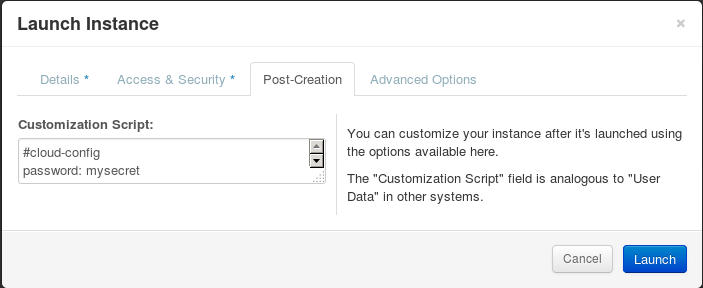 Launch Instance
×
Details *
Access & Security *
Post-Creation
Advanced Options
Customization Script:
#cloud-config
password: mysecret
You can customize your instance after it's launched using
the options available here.
The "Customization Script" field is analogous to "User
Data" in other systems.
Cancel
Launch